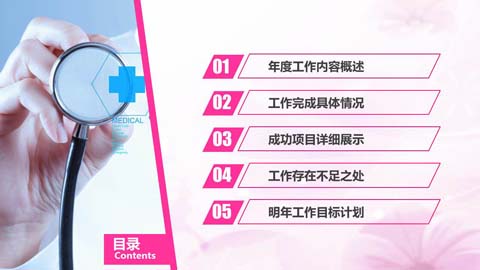 MEDICAL
目录
Contents
01 年度工作内容概述
02 工作完成具体情况
03 成功项目详细展示
04 工作存在不足之处
05 明年工作目标计划